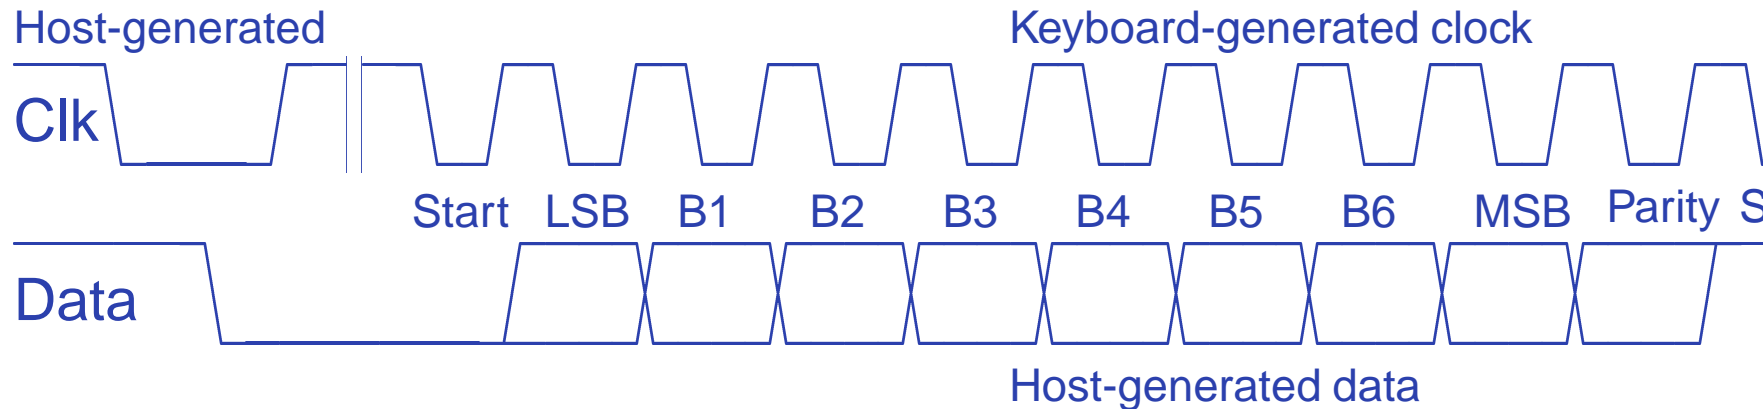 Host-generated Keyboard-generated clock
Clk
Start LSB B1 B2 B3 B4 B5 B6 MSB Parity S
Data
Host-generated data